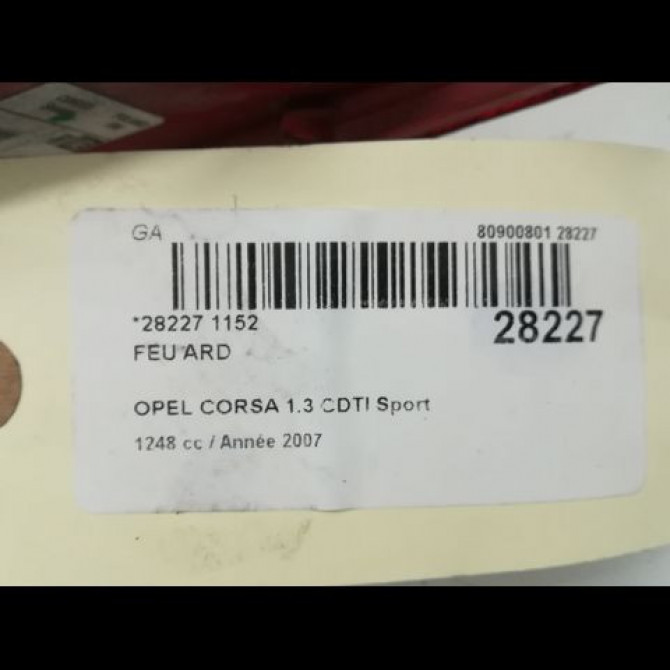 GA
80900801 28227
*28227 1152
28227
FEU ARD
OPEL CORSA 1.3 CDTI Sport
1248 cc / Année 2007